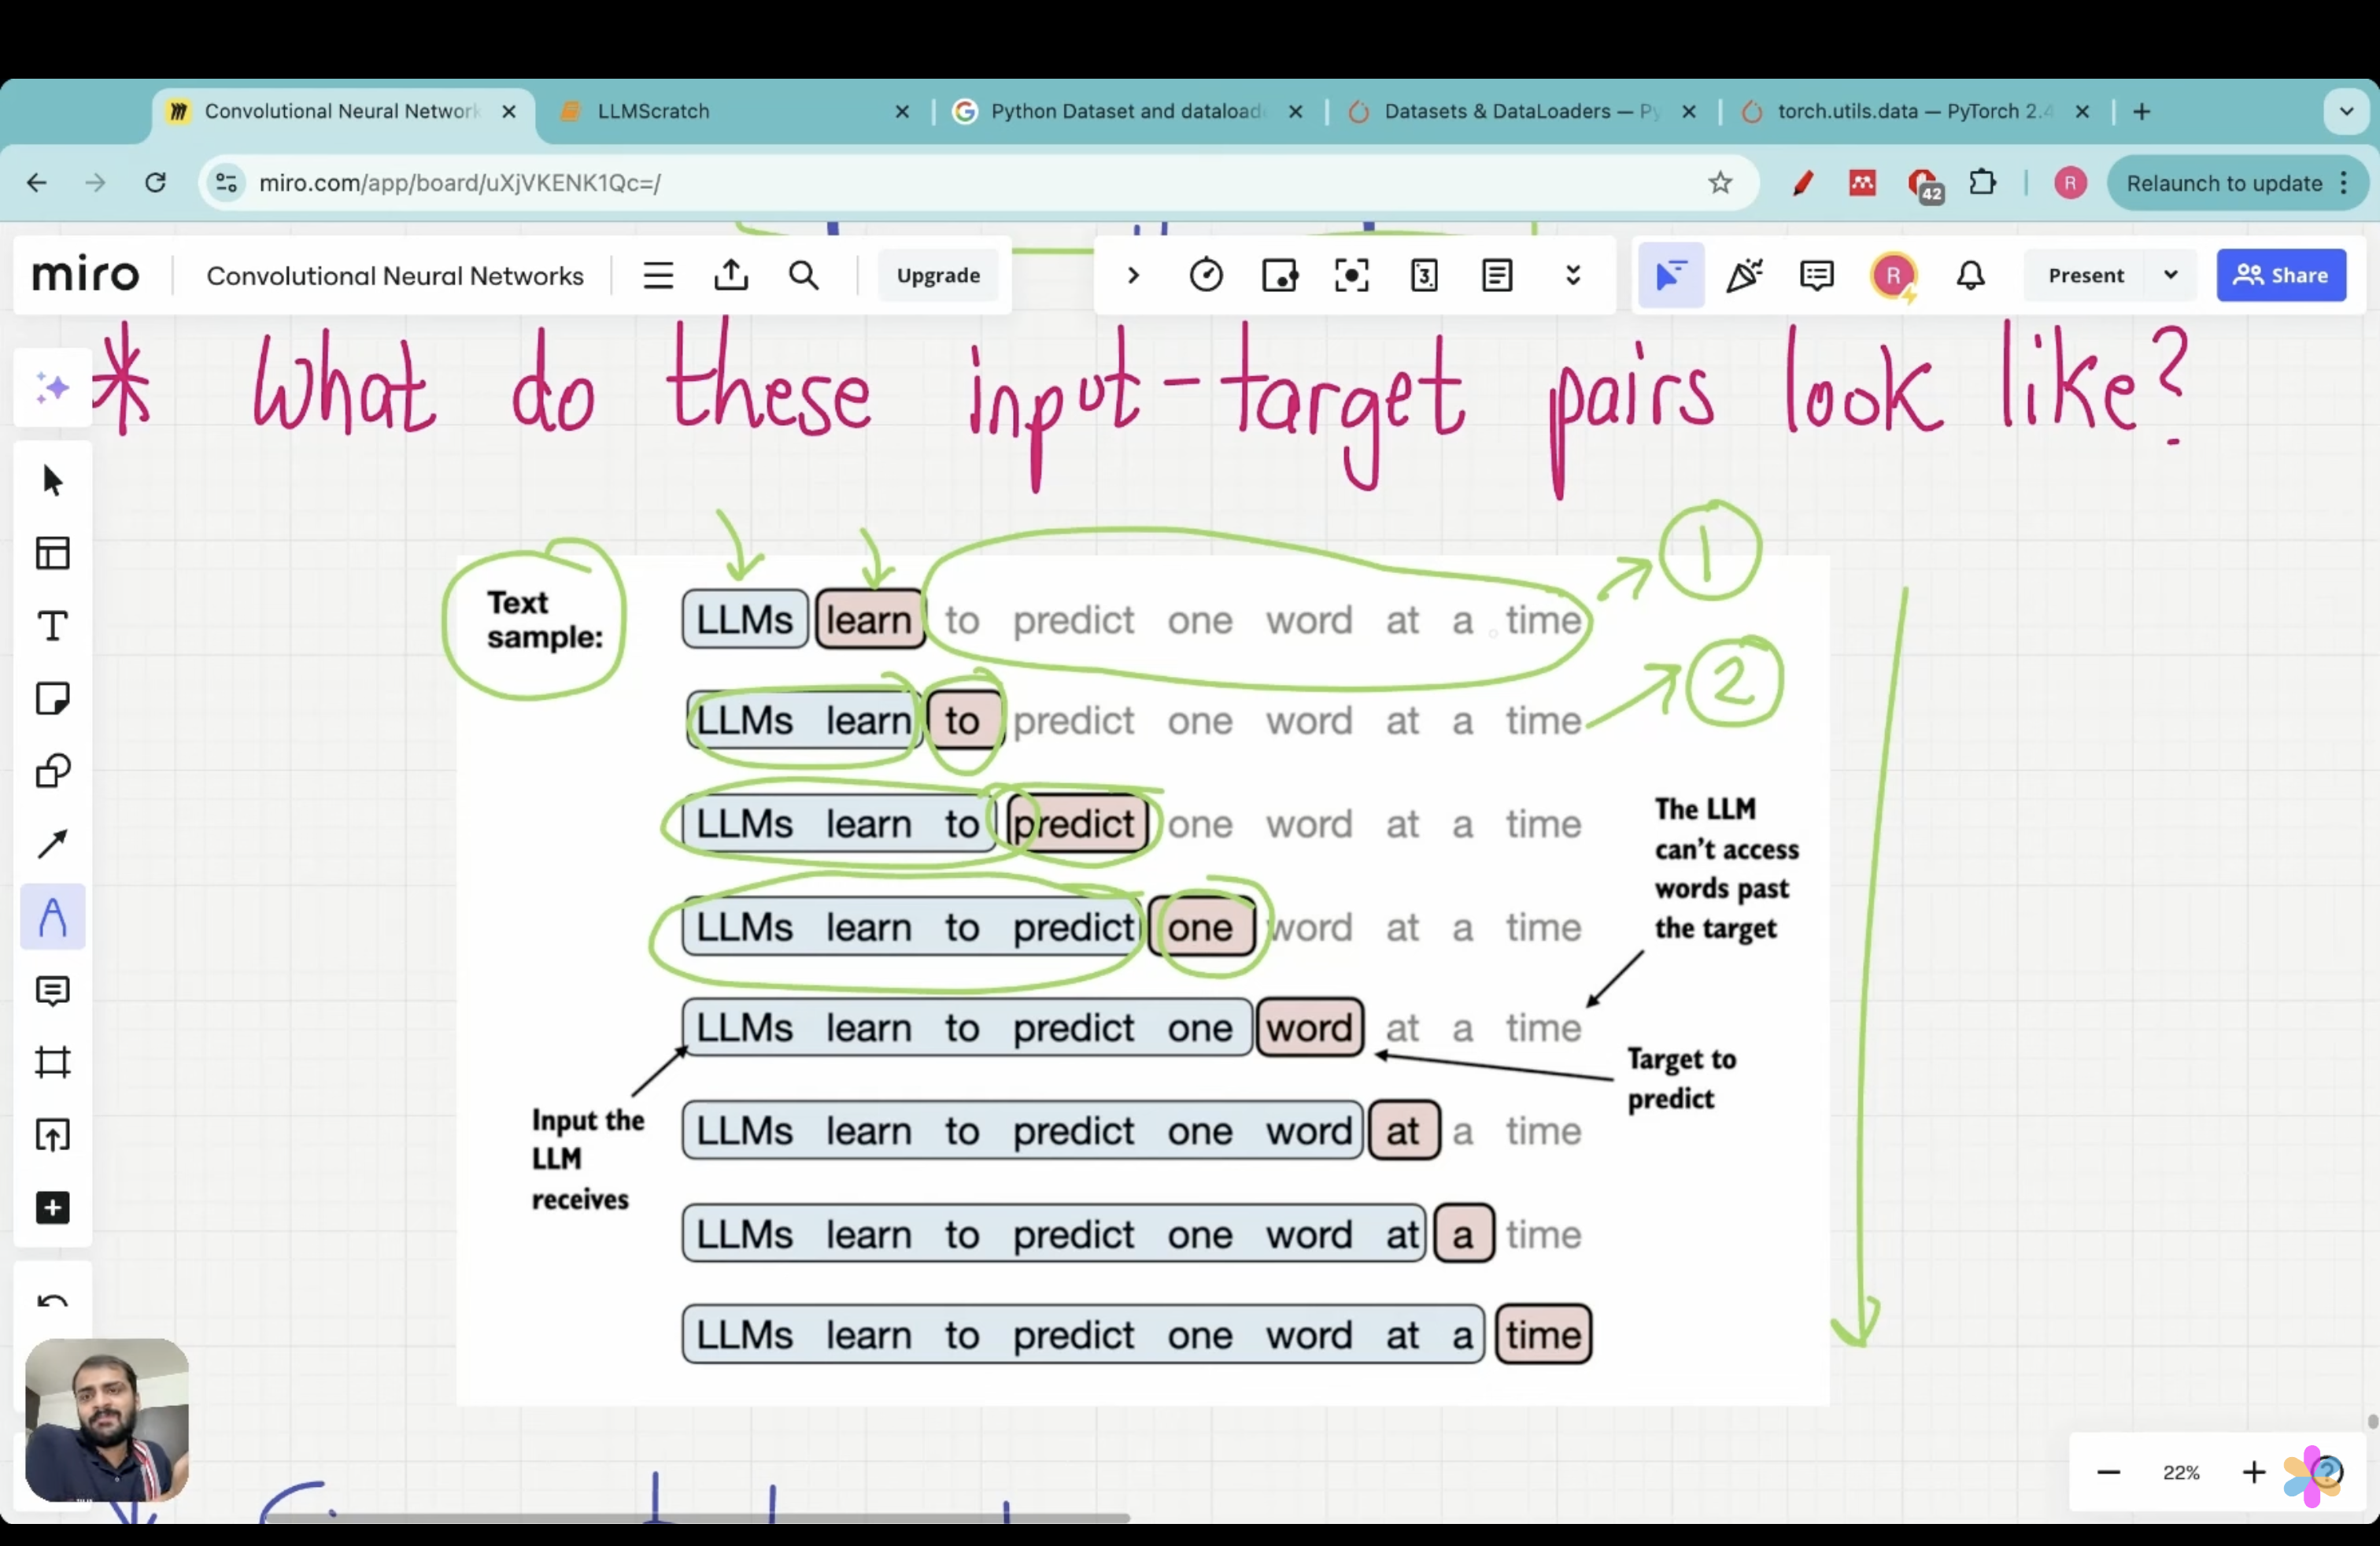 Convolutional Neural Network
LLMScratch
Python Dataset and dataload
Datasets & DataLoaders — Py
torch.utils.data — PyTorch 2.4
miro.com/app/board/uXjVKENK1Qc=/
42
R
Relaunch to update
miro
Convolutional Neural Networks
Upgrade
3
R
Present
Share
* What do these input-target pairs look like?
Text
sample:
LLMs learn to predict one word at a time
1
LLMs learn to predict one word at a time
2
LLMs learn to predict one word at a time
LLMs learn to predict one word at a time
The LLM
can't access
words past
the target
LLMs learn to predict one word at a time
Target to
predict
Input the
LLM
receives
LLMs learn to predict one word at a time
LLMs learn to predict one word at a time
LLMs learn to predict one word at a time
22%
?